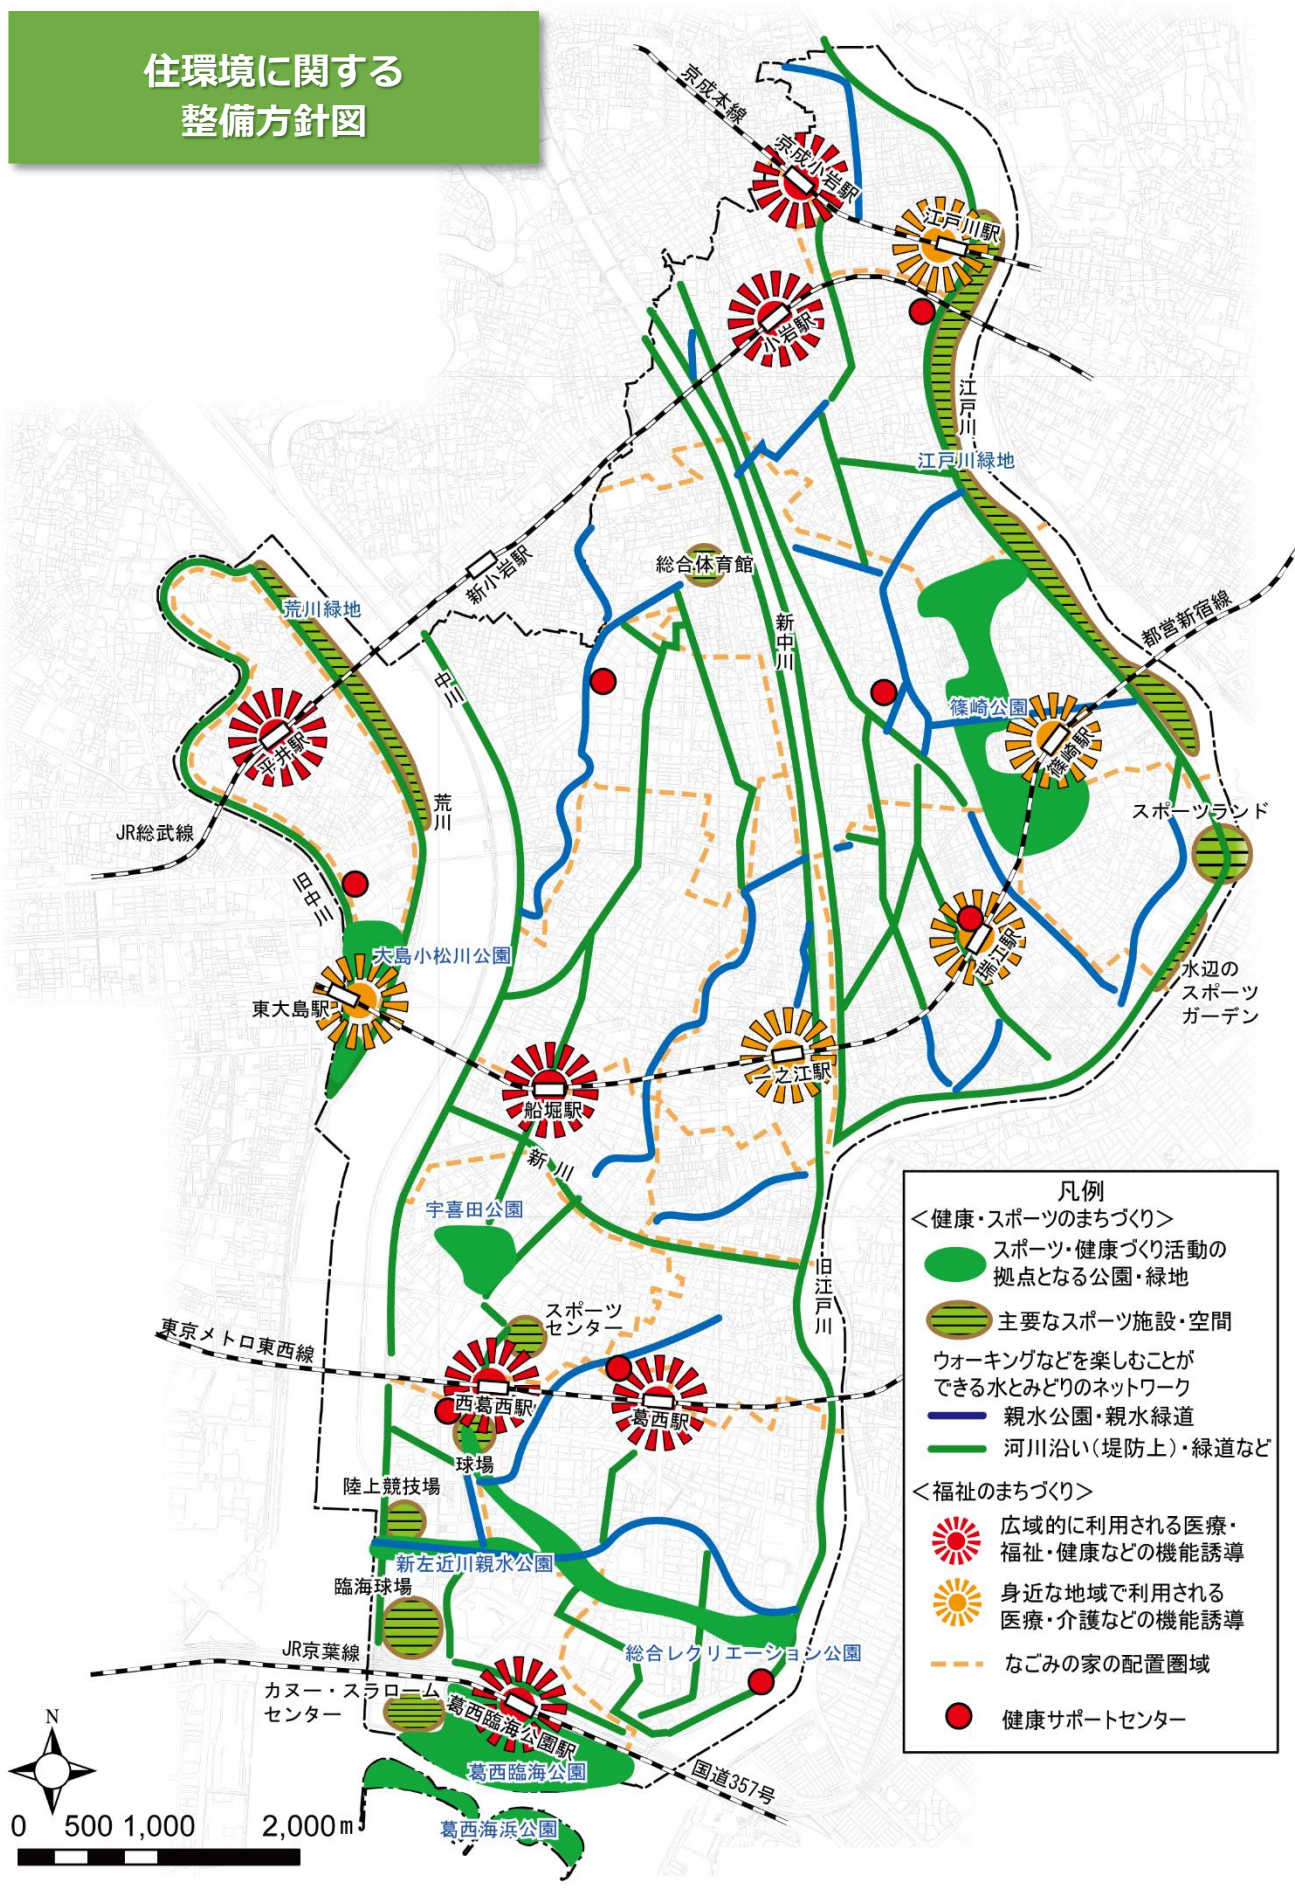 住環境に関する
整備方針図
京成本線
京成小岩駅
江戸川駅
小岩駅
江戸川
江戸川緑地
新小岩駅
総合体育館
荒川緑地
新中川
都営新宿線
中川
篠崎公園
篠崎駅
平井駅
荒川
JR総武線
スポーツランド
旧中川
瑞江駅
大島小松川公園
水辺の
スポーツ
ガーデン
東大島駅
一之江駅
船堀駅
新川
宇喜田公園
旧江戸川
スポーツ
センター
東京メトロ東西線
西葛西駅
葛西駅
球場
陸上競技場
新左近川親水公園
臨海球場
JR京葉線
総合レクリエーション公園
カヌー・スラローム
センター
葛西臨海公園駅
葛西臨海公園
国道357号
葛西海浜公園
N
0 500 1,000 2,000m
凡例
＜健康・スポーツのまちづくり＞
スポーツ・健康づくり活動の
拠点となる公園・緑地
主要なスポーツ施設・空間
ウォーキングなどを楽しむことが
できる水とみどりのネットワーク
親水公園・親水緑道
河川沿い(堤防上)・緑道など
＜福祉のまちづくり＞
広域的に利用される医療・
福祉・健康などの機能誘導
身近な地域で利用される
医療・介護などの機能誘導
なごみの家の配置圏域
健康サポートセンター